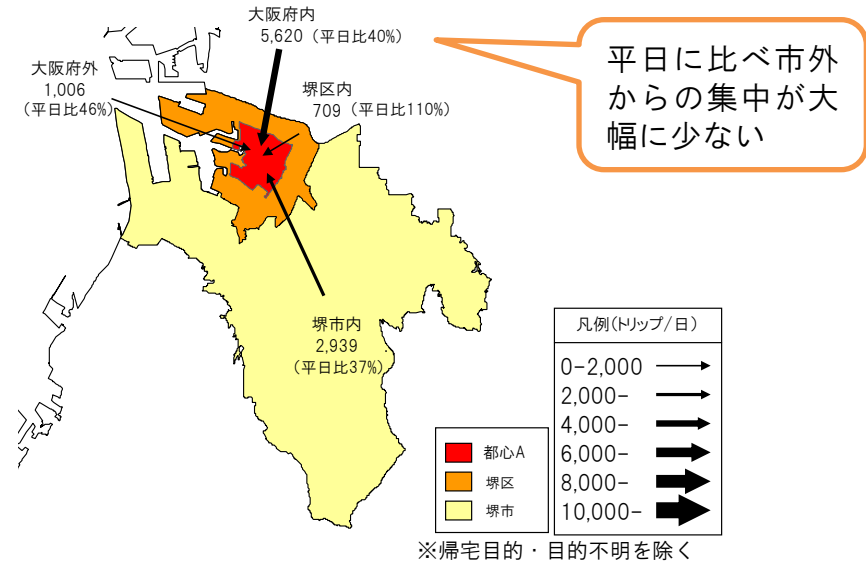 大阪府内
5,620（平日比40%）
大阪府外
1,006
(平日比46%)
堺区内
709（平日比110%）
平日に比べ市外
からの集中が大
幅に少ない
堺市内
2,939
(平日比37%)
都心A
堺区
堺市
凡例(トリップ/日)
0-2,000
2,000-
4,000-
6,000-
8,000-
10,000-
※帰宅目的・目的不明を除く